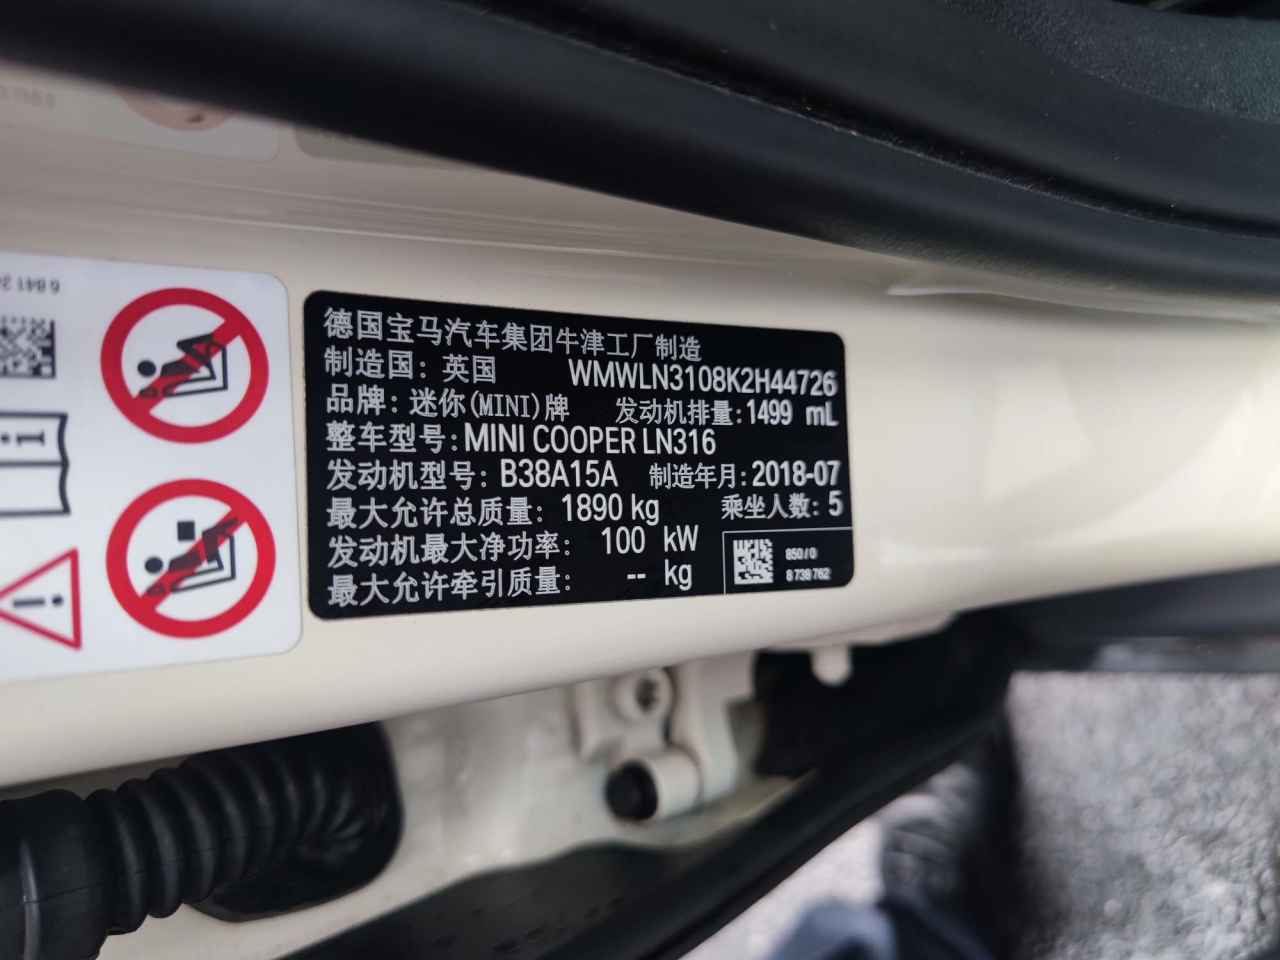 德国宝马汽车集团牛津工厂制造
制造国: 英国 WMWLN3108K2H44726
品牌: 迷你(MINI)牌 发动机排量:1499 mL
整车型号:MINI COOPER LN316
发动机型号: B38A15A 制造年月:2018-07
最大允许总质量: 1890 kg 乘坐人数: 5
发动机最大净功率: 100 kW
最大允许牵引质量: -- kg
850/0
8 738 762